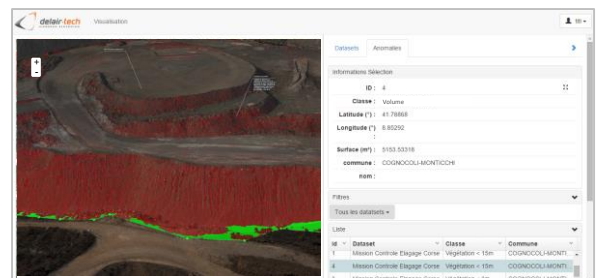 delair-tech Visualisation
Datasets Anomalies
+
-
Informations Sélection
ID : 4
Classe : Volume
Latitude (°) : 41.78868
Longitude (°) : 8.85292
Surface (m²) : 5153.53316
commune : COGNOCOLI-MONTICCHI
nom :
Filtres
Tous les datasets
Liste
Id Dataset Classe Commune
1 Mission Controle Elagage Corse Végétation < 15m COGNOCOLI-MONTI...
4 Mission Controle Elagage Corse Végétation < 15m COGNOCOLI-MONTI...